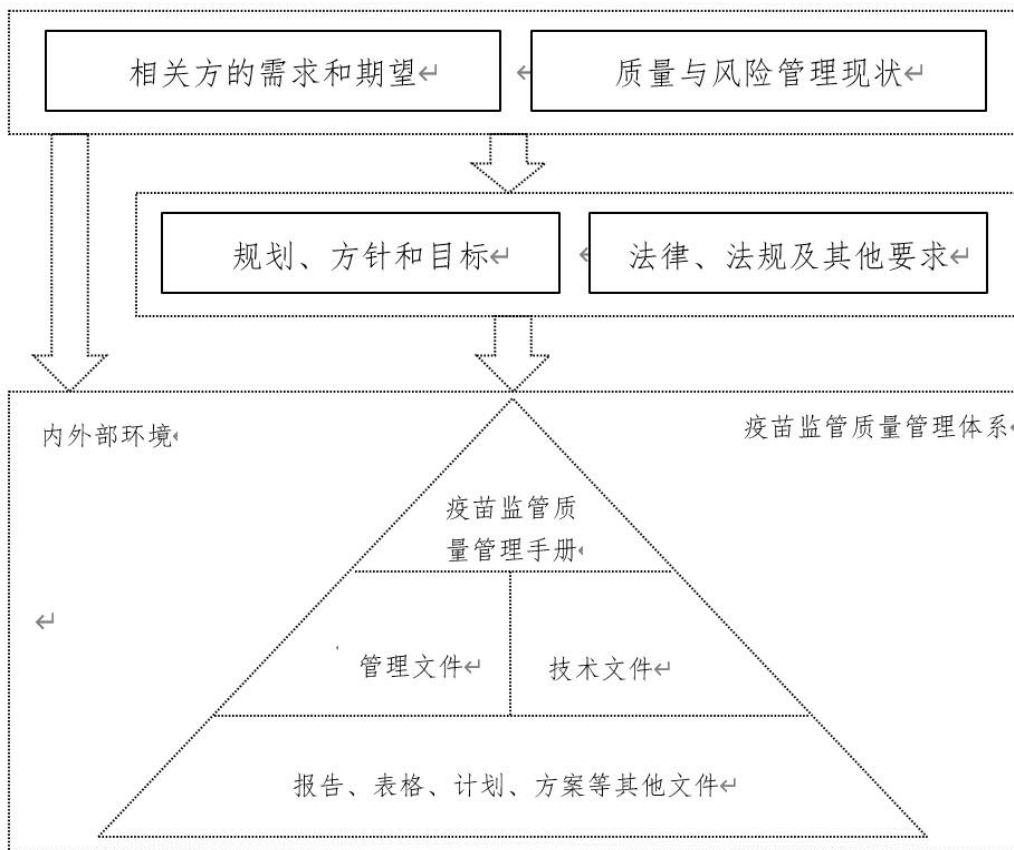 相关方的需求和期望
质量与风险管理现状
规划、方针和目标
法律、法规及其他要求
内外部环境
疫苗监管质量管理体系
疫苗监管质
量管理手册
管理文件
技术文件
报告、表格、计划、方案等其他文件